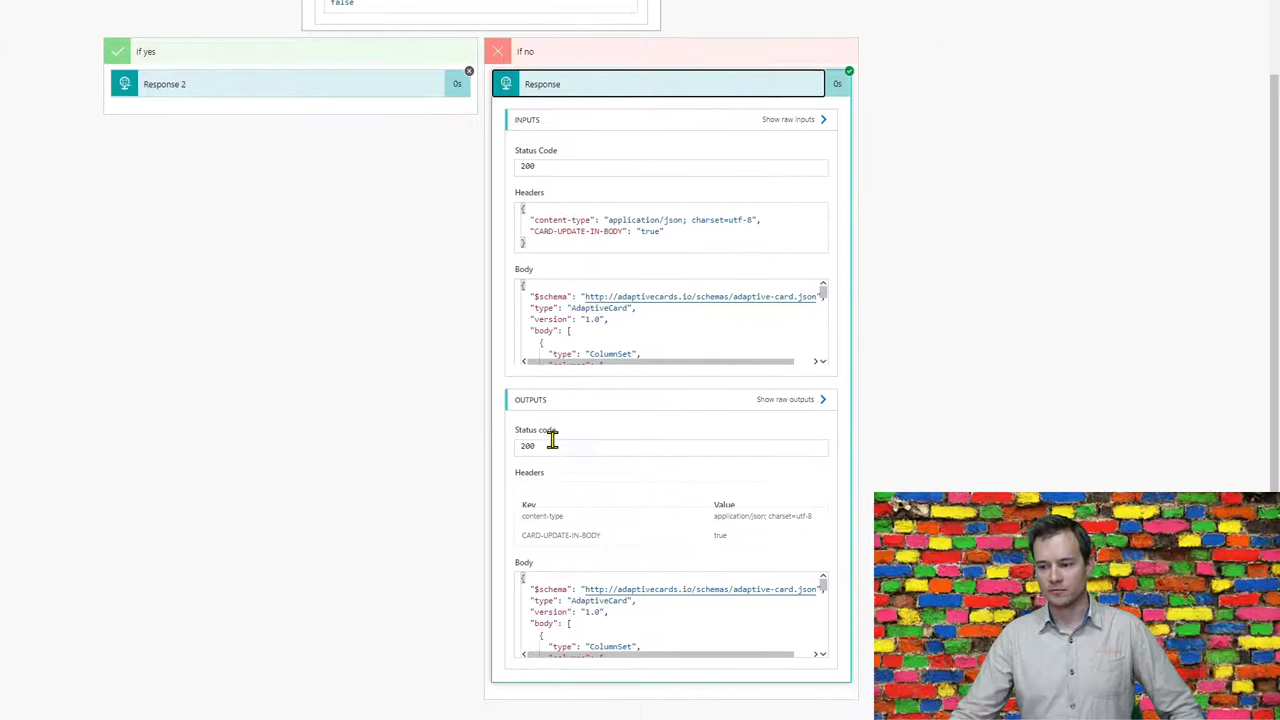 false
If yes
If no
Response 2
0s
Response
0s
INPUTS
Show raw inputs
Status Code
200
Headers
{
"content-type": "application/json; charset=utf-8",
"CARD-UPDATE-IN-BODY": "true"
}
Body
{
"$schema": "http://adaptivecards.io/schemas/adaptive-card.json",
"type": "AdaptiveCard",
"version": "1.0",
"body": [
{
"type": "ColumnSet",
OUTPUTS
Show raw outputs
Status code
200
Headers
Key
Value
content-type
application/json; charset=utf-8
CARD-UPDATE-IN-BODY
true
Body
{
"$schema": "http://adaptivecards.io/schemas/adaptive-card.json"
"type": "AdaptiveCard",
"version": "1.0",
"body": [
{
"type": "ColumnSet",